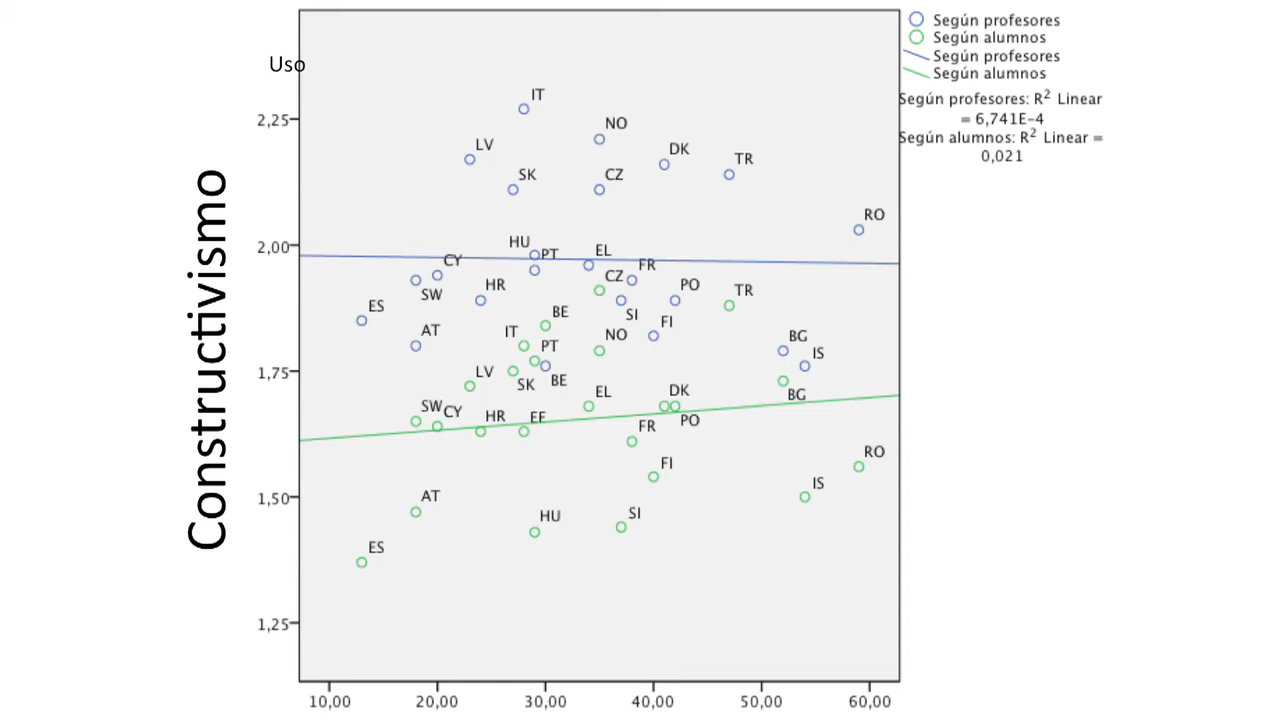 Uso
Constructivismo
2,25
2,00
1,75
1,50
1,25
10,00
20,00
30,00
40,00
50,00
60,00
IT
NO
LV
DK
TR
SK
CZ
RO
HU
PT
EL
CY
FR
CZ
SW
HR
PO
TR
ES
BE
SI
FI
AT
IT
NO
BG
PT
IS
LV
SK
BE
EL
DK
BG
SW
CY
HR
EE
FR
PO
RO
FI
IS
AT
HU
SI
ES
Según profesores
Según alumnos
Según profesores
Según alumnos
Según profesores: R² Linear
= 6,741E-4
Según alumnos: R² Linear =
0,021